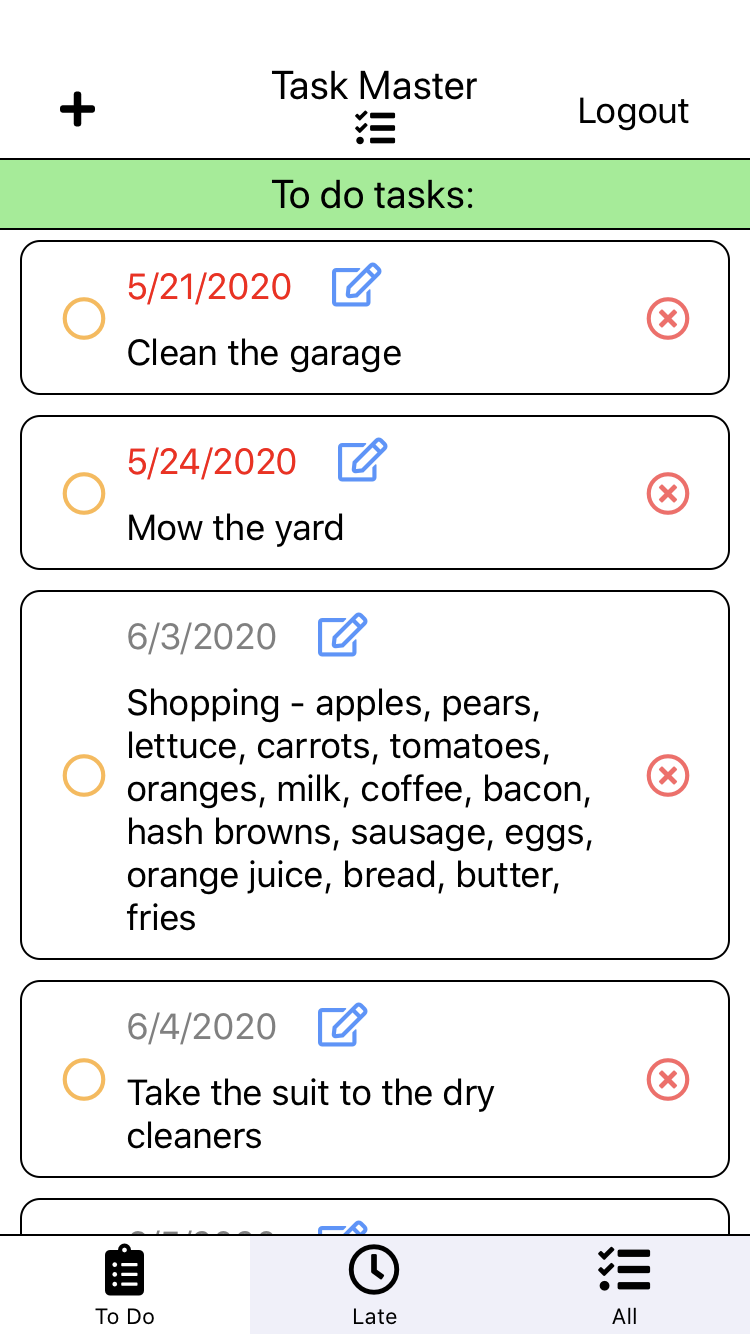 Task Master
Logout
To do tasks:
5/21/2020
Clean the garage
5/24/2020
Mow the yard
6/3/2020
Shopping - apples, pears,
lettuce, carrots, tomatoes,
oranges, milk, coffee, bacon,
hash browns, sausage, eggs,
orange juice, bread, butter,
fries
6/4/2020
Take the suit to the dry
cleaners
To Do
Late
All